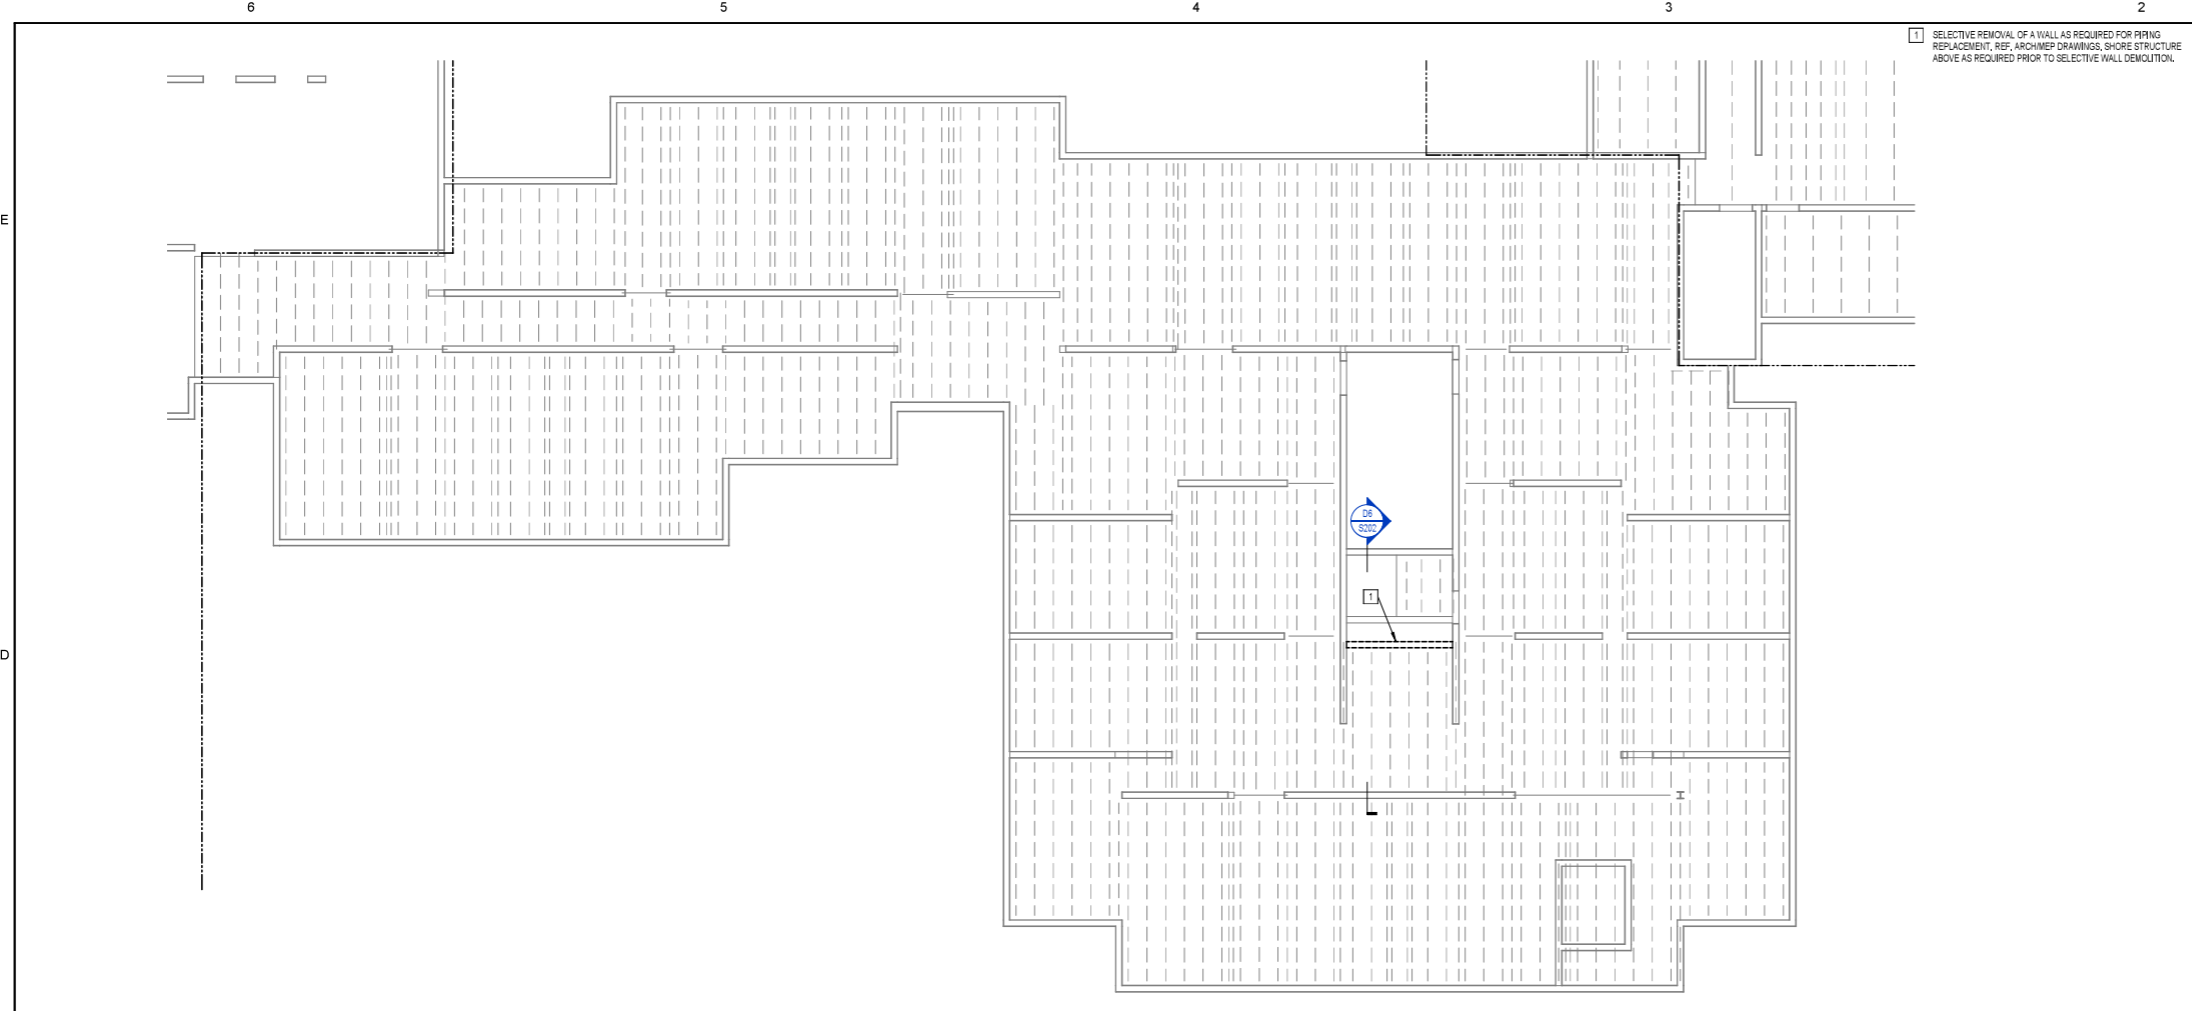 6 5 4 3 2
1 SELECTIVE REMOVAL OF A WALL AS REQUIRED FOR PIPING
REPLACEMENT, REF, ARCH/MEP DRAWINGS, SHORE STRUCTURE
ABOVE AS REQUIRED PRIOR TO SELECTIVE WALL DEMOLITION.
E
D6
S202
1
D